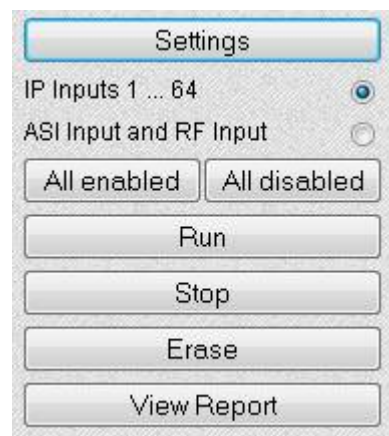 Settings
IP Inputs 1 ... 64
ASI Input and RF Input
All enabled All disabled
Run
Stop
Erase
View Report